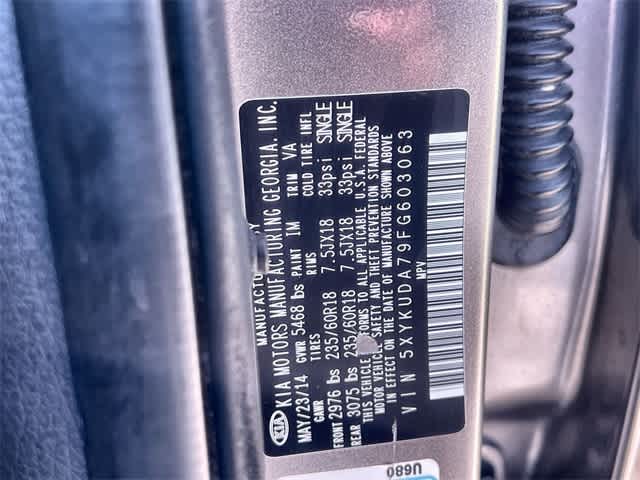 KIA
MANUFACTURED BY
KIA MOTORS MANUFACTURING GEORGIA, INC.
MAY/23/14 GVWR 5468 lbs PAINT 1M TRIM VA
GAWR TIRES RIMS COLD TIRE INFL
FRONT 2976 lbs 235/60R18 7.5JX18 33psi SINGLE
REAR 3075 lbs 235/60R18 7.5JX18 33psi SINGLE
THIS VEHICLE CONFORMS TO ALL APPLICABLE U.S.A. FEDERAL
MOTOR VEHICLE SAFETY AND THEFT PREVENTION STANDARDS
IN EFFECT ON THE DATE OF MANUFACTURE SHOWN ABOVE
VIN 5XYKUDA79FG603063
MPV
U680